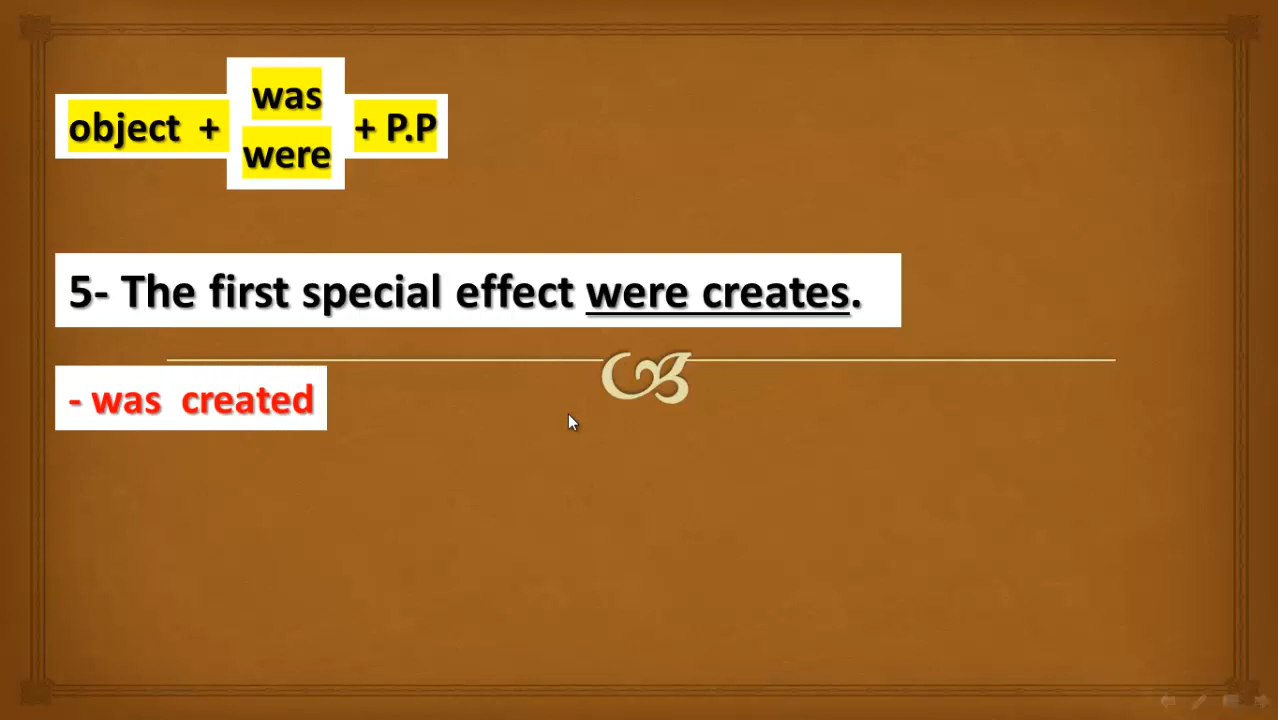 was
object + + P.P
were
5- The first special effect were creates.
- was created